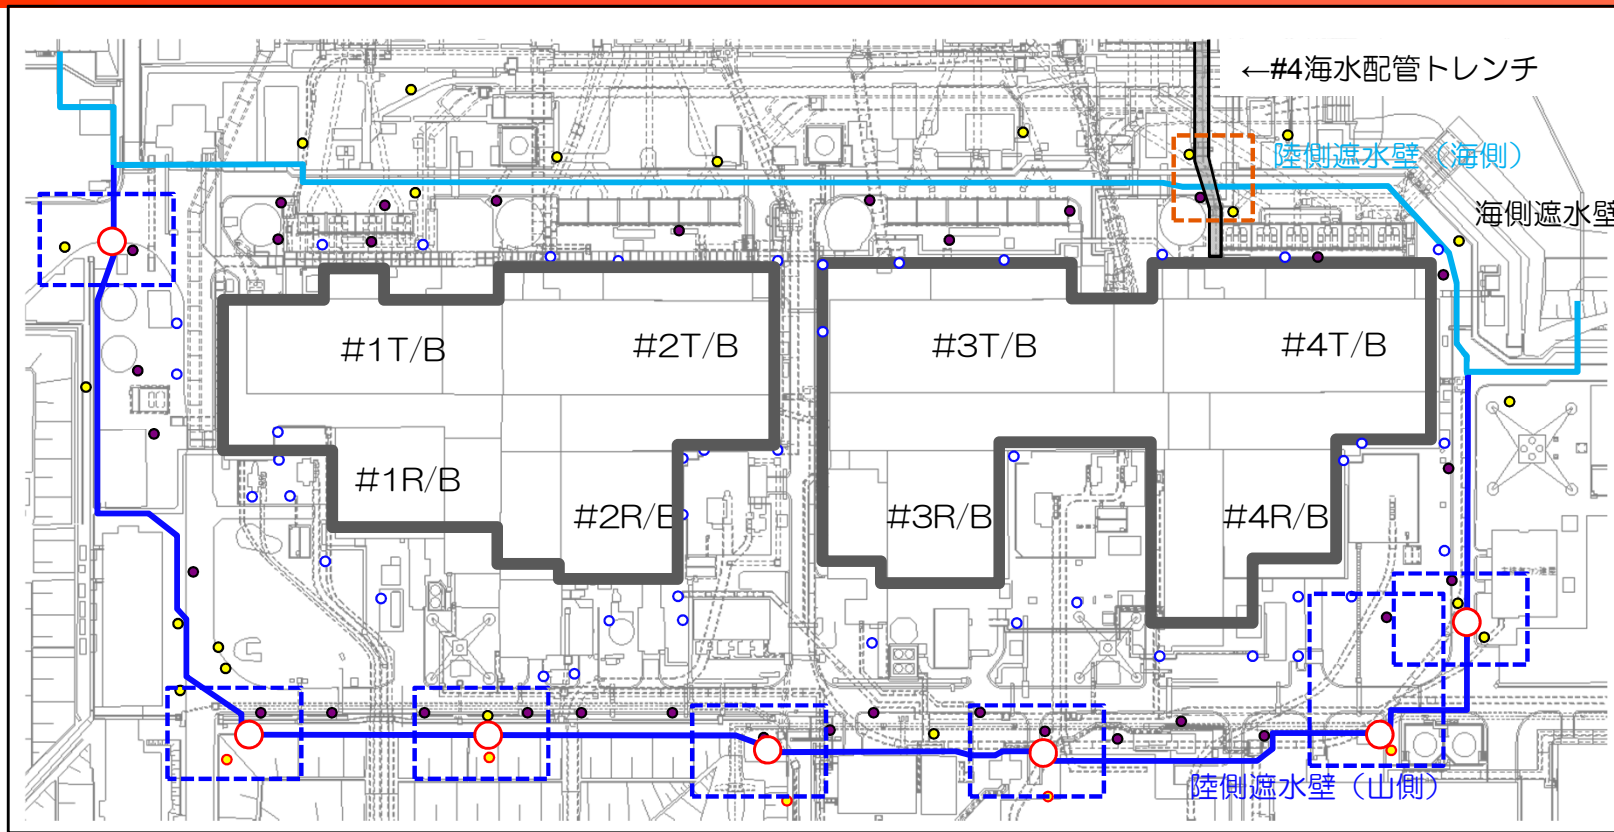 ←#4海水配管トレンチ
陸側遮水壁（海側）
海側遮水壁
#1T/B
#2T/B
#3T/B
#4T/B
#1R/B
#2R/B
#3R/B
#4R/B
陸側遮水壁（山側）